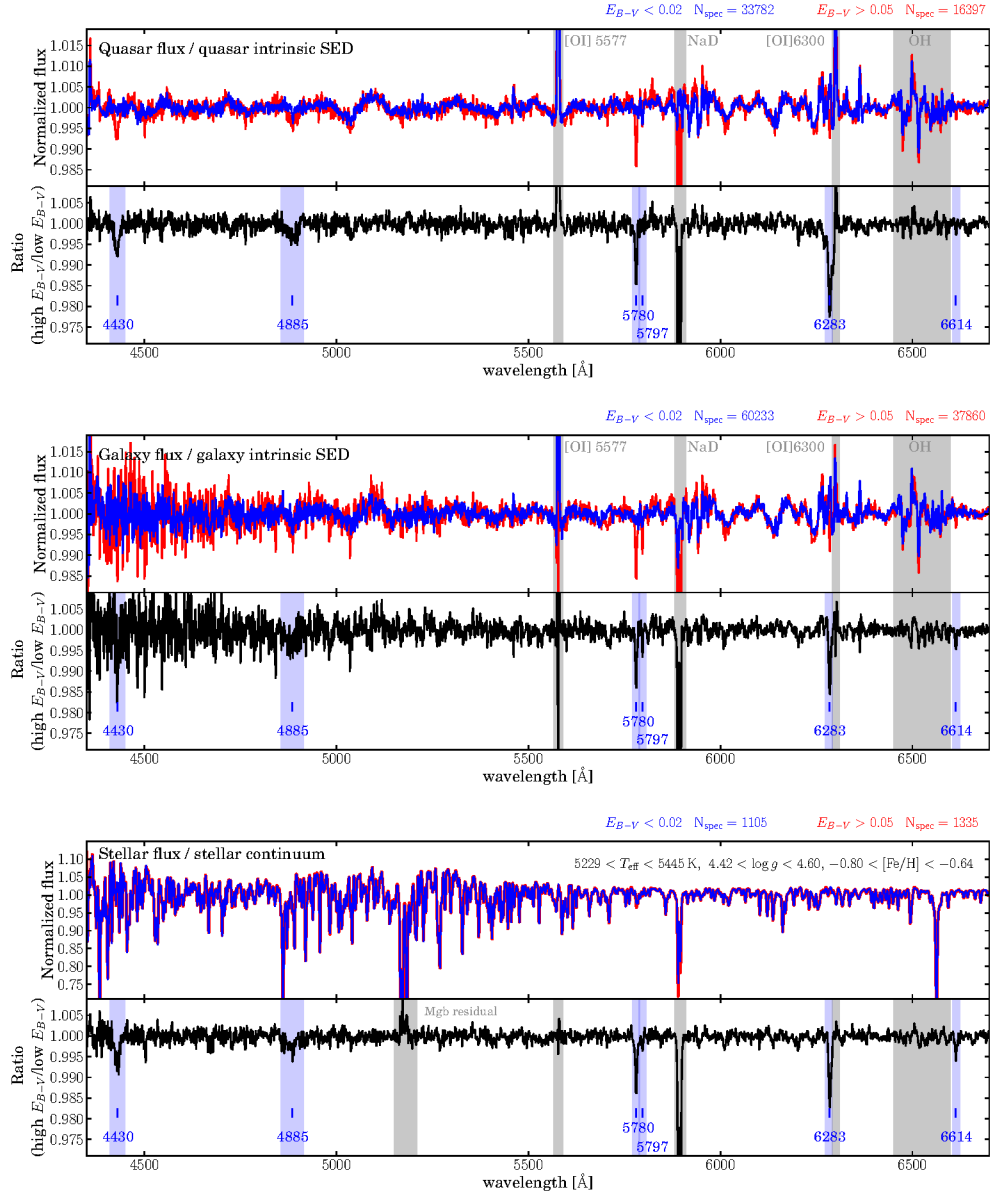 E_{B-V} < 0.02 N_spec = 33782 E_{B-V} > 0.05 N_spec = 16397
Quasar flux / quasar intrinsic SED
[OI] 5577 NaD [OI]6300 OH
Normalized flux
1.015
1.010
1.005
1.000
0.995
0.990
0.985
Ratio
(high E_{B-V}/low E_{B-V})
1.005
1.000
0.995
0.990
0.985
0.980
0.975
4430 4885 5780 5797 6283 6614
4500 5000 5500 6000 6500
wavelength [Å]
E_{B-V} < 0.02 N_spec = 60233 E_{B-V} > 0.05 N_spec = 37860
Galaxy flux / galaxy intrinsic SED
[OI] 5577 NaD [OI]6300 OH
Normalized flux
1.015
1.010
1.005
1.000
0.995
0.990
0.985
Ratio
(high E_{B-V}/low E_{B-V})
1.005
1.000
0.995
0.990
0.985
0.980
0.975
4430 4885 5780 5797 6283 6614
4500 5000 5500 6000 6500
wavelength [Å]
E_{B-V} < 0.02 N_spec = 1105 E_{B-V} > 0.05 N_spec = 1335
Stellar flux / stellar continuum
5229 < T_eff < 5445 K, 4.42 < log g < 4.60, −0.80 < [Fe/H] < −0.64
Normalized flux
1.10
1.05
1.00
0.95
0.90
0.85
0.80
0.75
Mgb residual
Ratio
(high E_{B-V}/low E_{B-V})
1.005
1.000
0.995
0.990
0.985
0.980
0.975
4430 4885 5780 5797 6283 6614
4500 5000 5500 6000 6500
wavelength [Å]